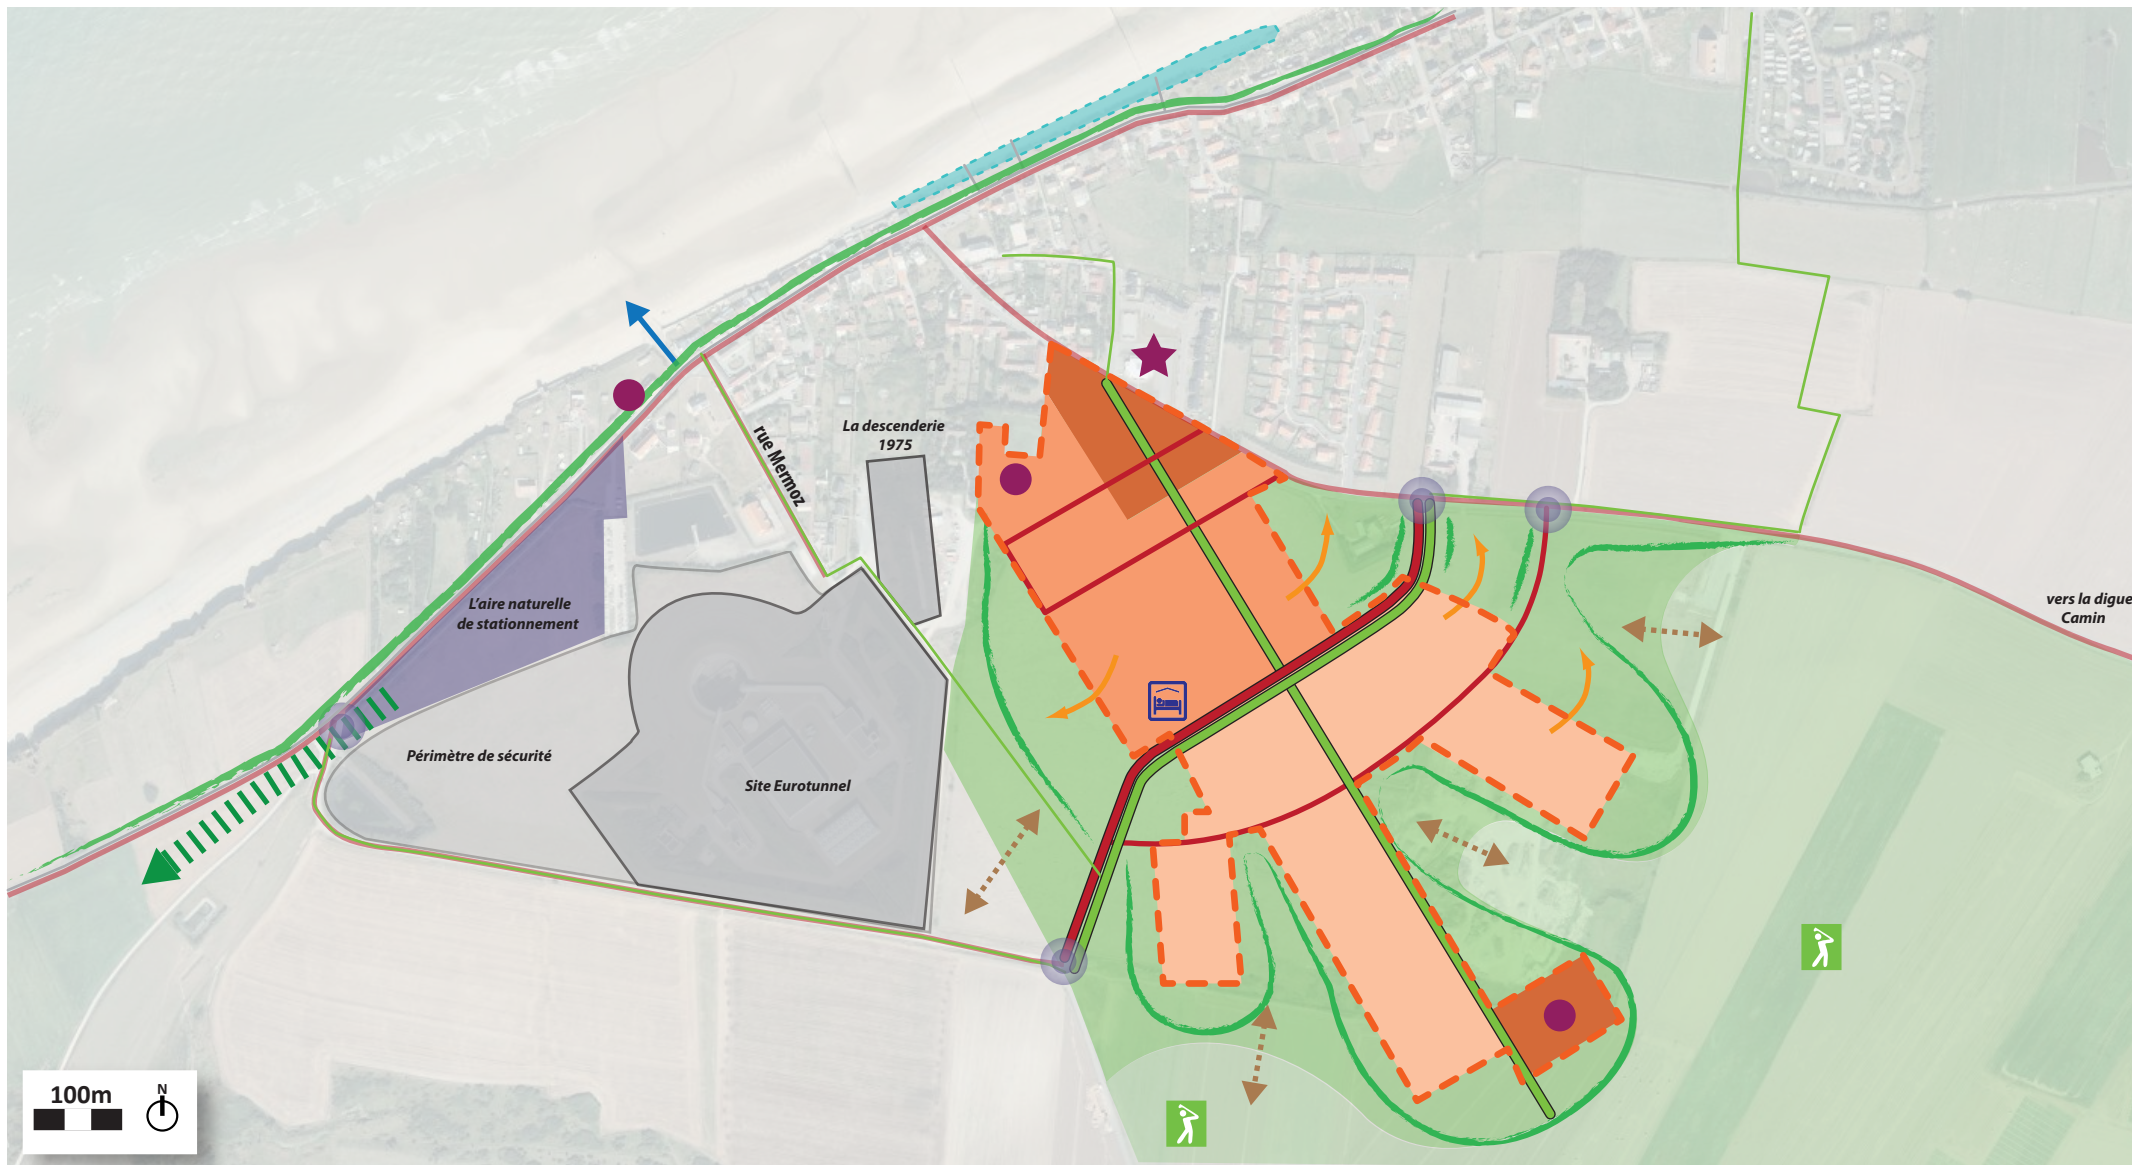 La descenderie
1975
rue Mermoz
L'aire naturelle
de stationnement
vers la digue
Camin
Périmètre de sécurité
Site Eurotunnel
100m
N